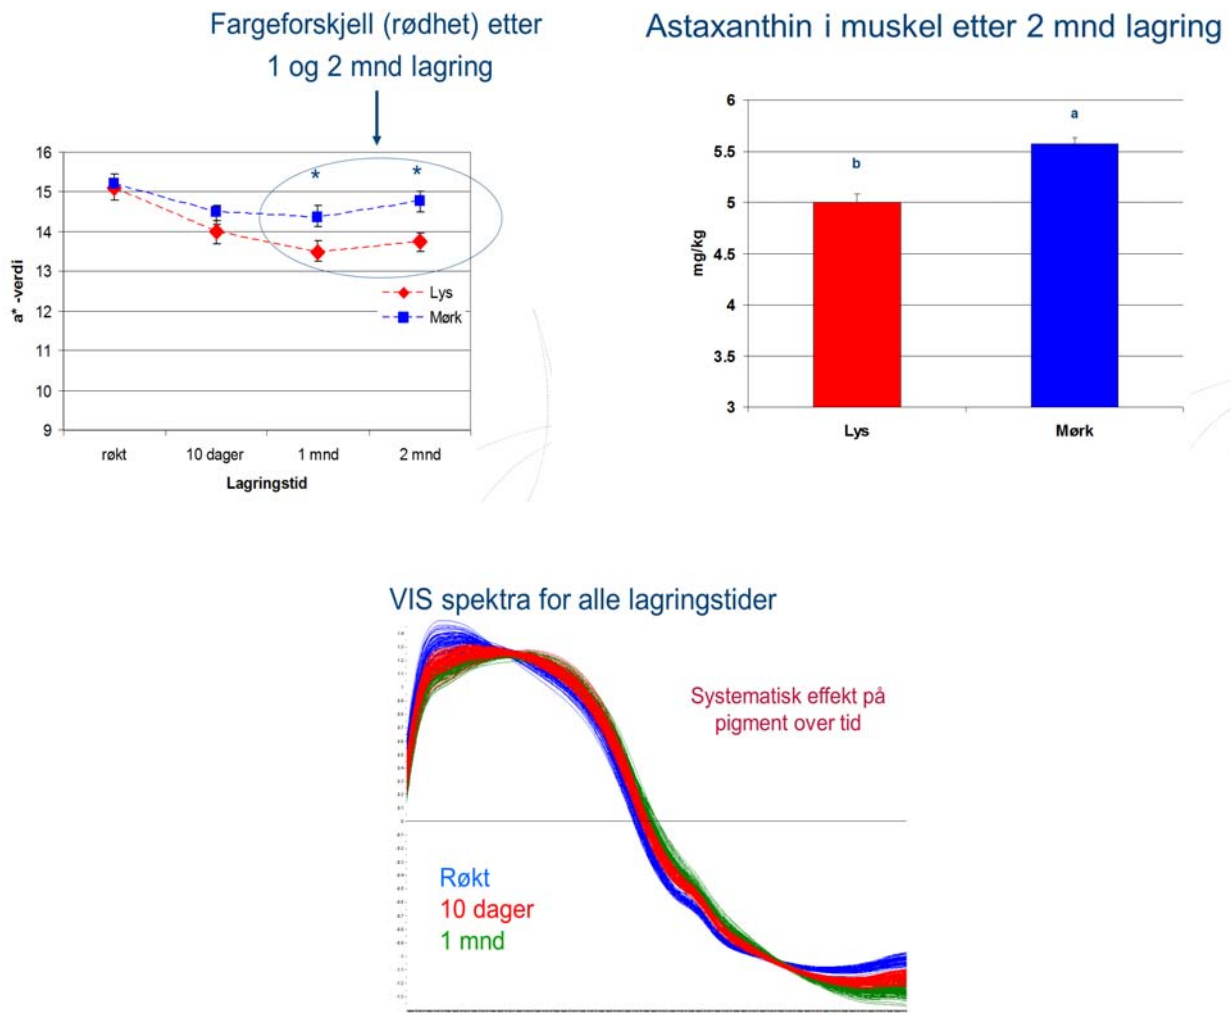 Fargeforskjell (rødhet) etter
1 og 2 mnd lagring
16
15
14
13
12
11
10
9
a* -verdi
*
*
Lys
Mørk
røkt
10 dager
1 mnd
2 mnd
Lagringstid
Astaxanthin i muskel etter 2 mnd lagring
6
5.5
5
4.5
4
3.5
3
mg/kg
b
a
Lys
Mørk
VIS spektra for alle lagringstider
Systematisk effekt på
pigment over tid
Røkt
10 dager
1 mnd